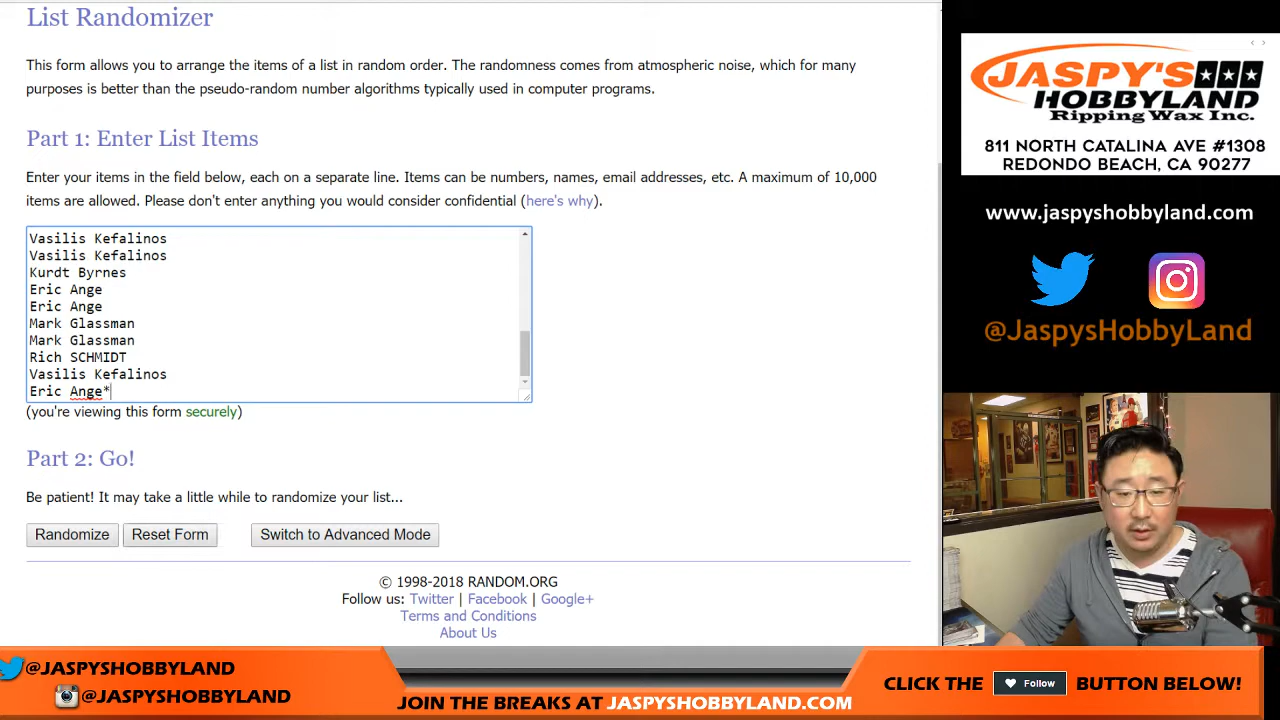 List Randomizer
This form allows you to arrange the items of a list in random order. The randomness comes from atmospheric noise, which for many
purposes is better than the pseudo-random number algorithms typically used in computer programs.
Part 1: Enter List Items
Enter your items in the field below, each on a separate line. Items can be numbers, names, email addresses, etc. A maximum of 10,000
items are allowed. Please don't enter anything you would consider confidential (here's why).
Vasilis Kefalinos
Vasilis Kefalinos
Kurdt Byrnes
Eric Ange
Eric Ange
Mark Glassman
Mark Glassman
Rich SCHMIDT
Vasilis Kefalinos
Eric Ange*
(you're viewing this form securely)
Part 2: Go!
Be patient! It may take a little while to randomize your list...
Randomize Reset Form Switch to Advanced Mode
© 1998-2018 RANDOM.ORG
Follow us: Twitter | Facebook | Google+
Terms and Conditions
About Us
JASPY'S
HOBBYLAND
Ripping Wax Inc.
811 NORTH CATALINA AVE #1308
REDONDO BEACH, CA 90277
www.jaspyshobbyland.com
@JaspysHobbyLand
@JASPYSHOBBYLAND
@JASPYSHOBBYLAND
JOIN THE BREAKS AT JASPYSHOBBYLAND.COM
CLICK THE Follow BUTTON BELOW!